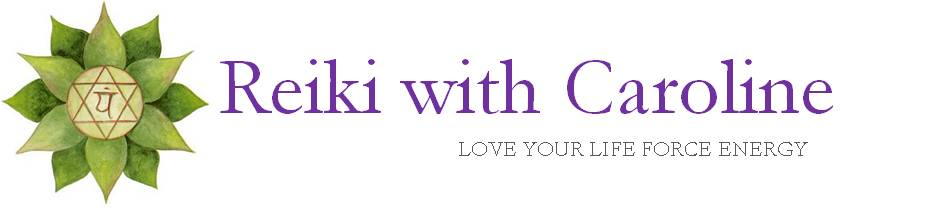 Reiki with Caroline
LOVE YOUR LIFE FORCE ENERGY